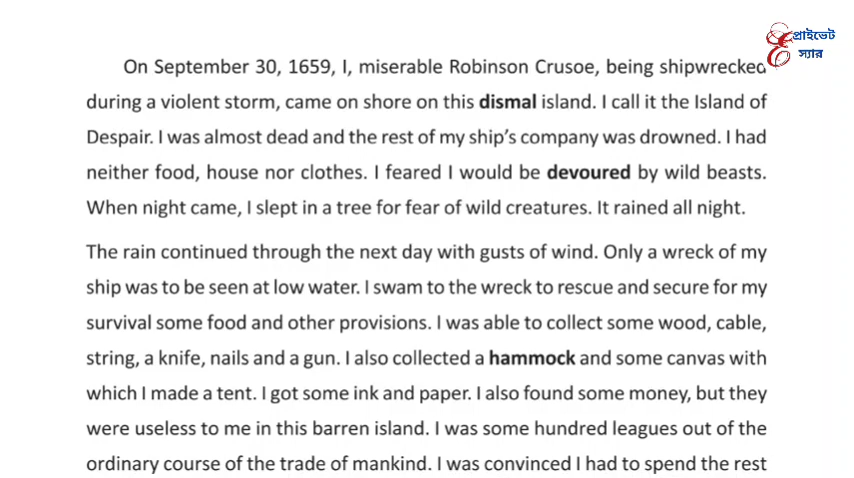 প্রাইভেট
স্যার
On September 30, 1659, I, miserable Robinson Crusoe, being shipwrecked
during a violent storm, came on shore on this dismal island. I call it the Island of
Despair. I was almost dead and the rest of my ship’s company was drowned. I had
neither food, house nor clothes. I feared I would be devoured by wild beasts.
When night came, I slept in a tree for fear of wild creatures. It rained all night.
The rain continued through the next day with gusts of wind. Only a wreck of my
ship was to be seen at low water. I swam to the wreck to rescue and secure for my
survival some food and other provisions. I was able to collect some wood, cable,
string, a knife, nails and a gun. I also collected a hammock and some canvas with
which I made a tent. I got some ink and paper. I also found some money, but they
were useless to me in this barren island. I was some hundred leagues out of the
ordinary course of the trade of mankind. I was convinced I had to spend the rest